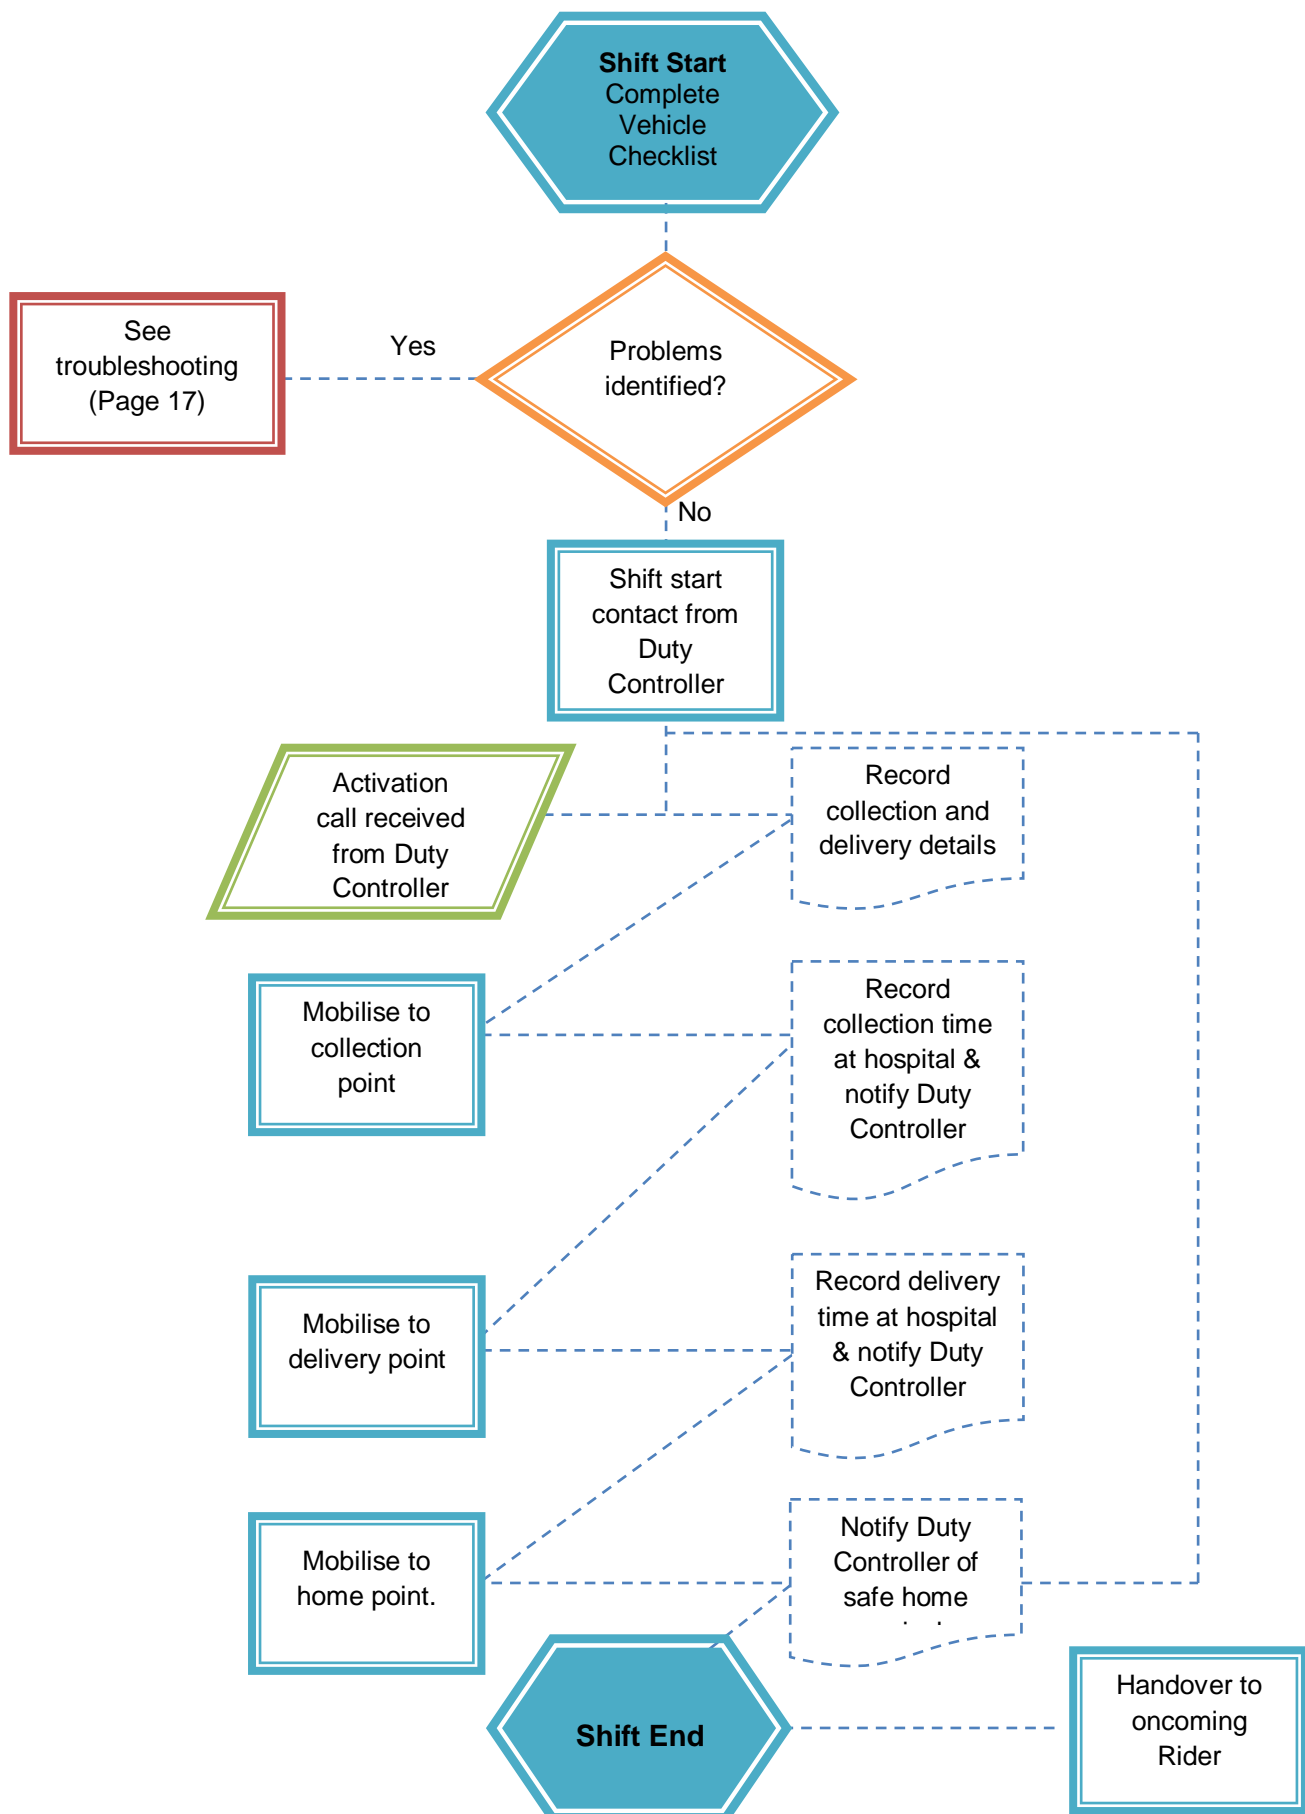 Shift Start
Complete
Vehicle
Checklist
See
troubleshooting
(Page 17)
Yes
Problems
identified?
No
Shift start
contact from
Duty
Controller
Activation
call received
from Duty
Controller
Record
collection and
delivery details
Mobilise to
collection
point
Record
collection time
at hospital &
notify Duty
Controller
Mobilise to
delivery point
Record delivery
time at hospital
& notify Duty
Controller
Mobilise to
home point.
Notify Duty
Controller of
safe home
Shift End
Handover to
oncoming
Rider